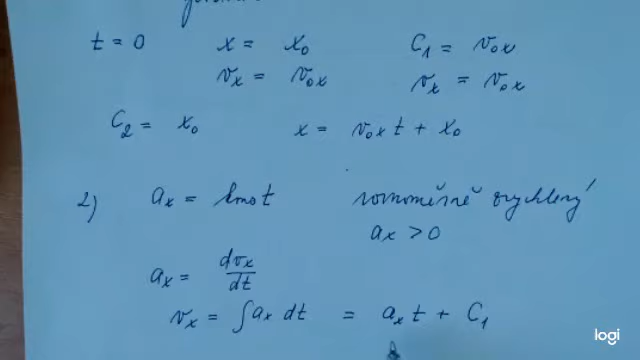 t = 0 x = x₀ C₁ = v₀ₓ
vₓ = v₀ₓ vₓ = v₀ₓ
C₂ = x₀ x = v₀ₓ t + x₀
2) aₓ = konst rovnoměrně zrychlený
aₓ > 0
aₓ = dvₓ/dt
vₓ = ∫ aₓ dt = aₓ t + C₁
logi